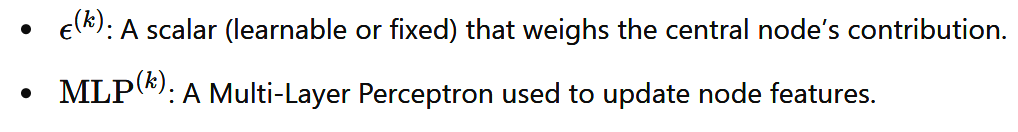 • ϵ(k): A scalar (learnable or fixed) that weighs the central node’s contribution.
• MLP(k): A Multi-Layer Perceptron used to update node features.